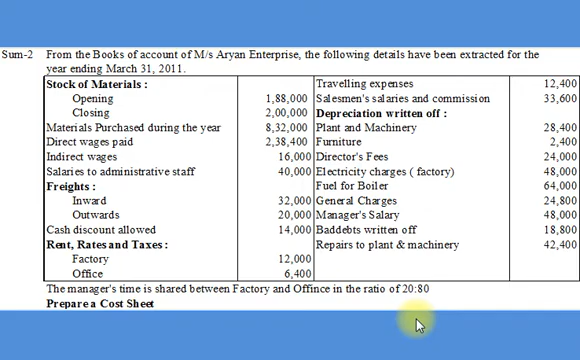 Sum-2 From the Books of account of M/s Aryan Enterprise, the following details have been extracted for the
year ending March 31, 2011.
Stock of Materials :
Opening 1,88,000
Closing 2,00,000
Materials Purchased during the year 8,32,000
Direct wages paid 2,38,400
Indirect wages 16,000
Salaries to administrative staff 40,000
Freights :
Inward 32,000
Outwards 20,000
Cash discount allowed 14,000
Rent, Rates and Taxes :
Factory 12,000
Office 6,400
Travelling expenses 12,400
Salesmen's salaries and commission 33,600
Depreciation written off :
Plant and Machinery 28,400
Furniture 2,400
Director's Fees 24,000
Electricity charges ( factory) 48,000
Fuel for Boiler 64,000
General Charges 24,800
Manager's Salary 48,000
Baddebts written off 18,800
Repairs to plant & machinery 42,400
The manager's time is shared between Factory and Offince in the ratio of 20:80
Prepare a Cost Sheet